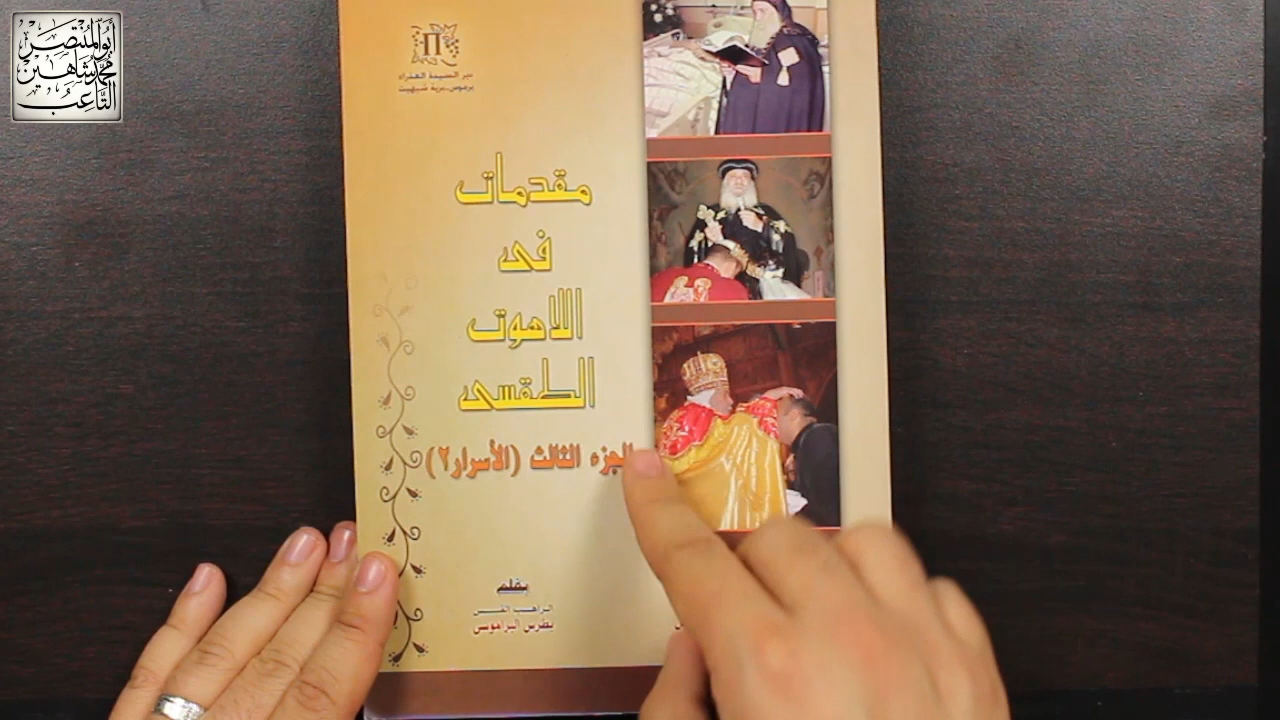 أبو المنتصر
محمد شاهين
التاعب
دير السيدة العذراء
برموس-برية شيهيت
مقدمات
فى
اللاهوت
الطقسى
الجزء الثالث (الأسرار٢)
بقلم
الراهب القس
بطرس البراموسى